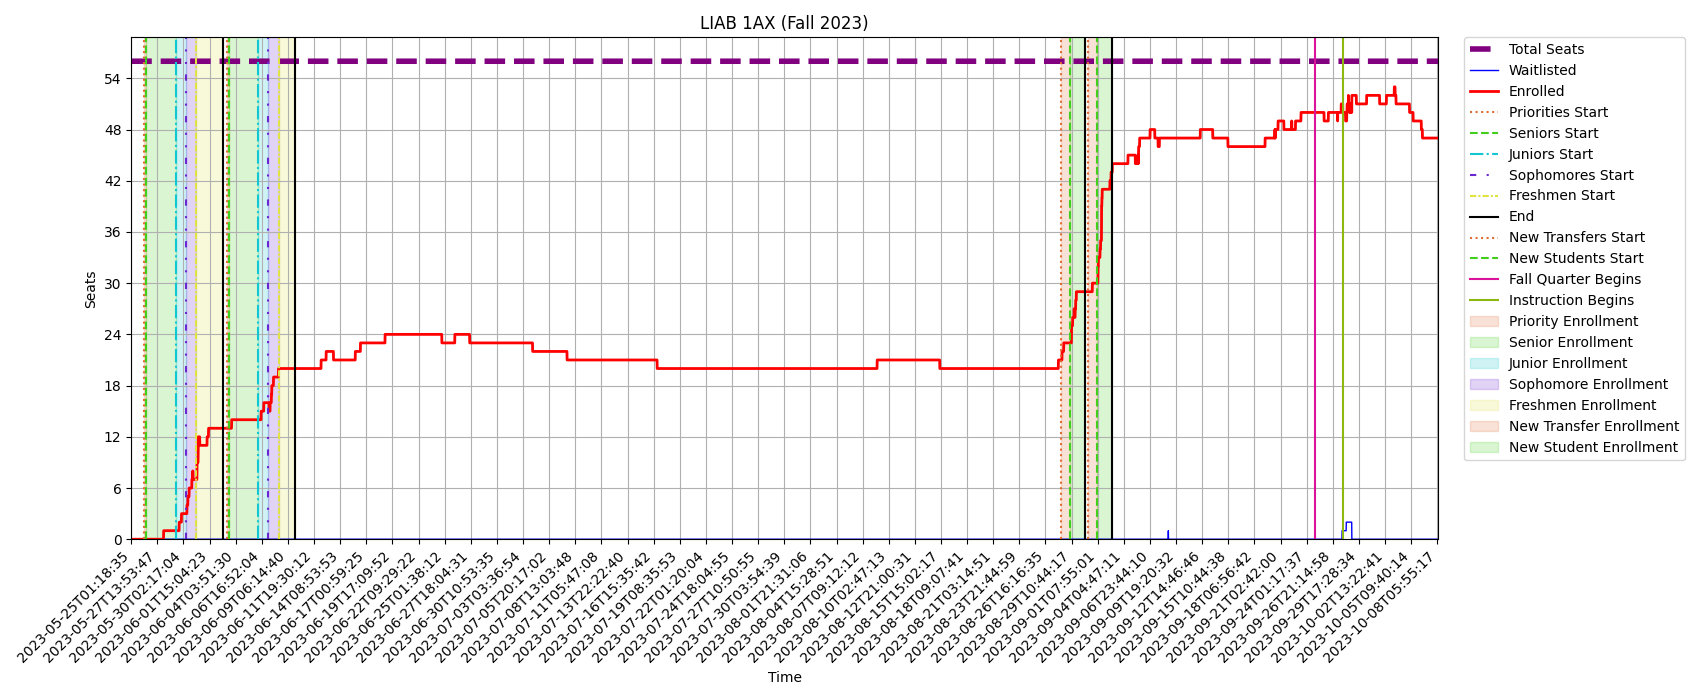 LIAB 1AX (Fall 2023)
Seats
54
48
42
36
30
24
18
12
6
0
2023-05-25T01:18:35
2023-05-27T13:53:47
2023-05-30T02:17:04
2023-06-01T15:04:23
2023-06-04T03:51:30
2023-06-06T16:52:04
2023-06-09T06:14:40
2023-06-11T19:30:12
2023-06-14T08:53:53
2023-06-17T00:59:25
2023-06-19T17:09:52
2023-06-22T09:29:22
2023-06-25T01:38:12
2023-06-27T18:04:31
2023-06-30T10:53:35
2023-07-03T03:36:54
2023-07-05T20:17:02
2023-07-08T13:03:48
2023-07-11T05:47:08
2023-07-13T22:22:40
2023-07-16T15:35:42
2023-07-19T08:35:53
2023-07-22T01:20:04
2023-07-24T18:04:55
2023-07-27T10:50:55
2023-07-30T03:54:39
2023-08-01T21:31:06
2023-08-04T15:28:51
2023-08-07T09:12:12
2023-08-10T02:47:13
2023-08-12T21:00:31
2023-08-15T15:02:17
2023-08-18T09:07:41
2023-08-21T03:14:51
2023-08-23T21:44:59
2023-08-26T16:16:35
2023-08-29T10:44:17
2023-09-01T07:55:01
2023-09-04T04:47:11
2023-09-06T23:44:10
2023-09-09T19:20:32
2023-09-12T14:46:46
2023-09-15T10:44:38
2023-09-18T06:56:42
2023-09-21T02:42:00
2023-09-24T01:17:37
2023-09-26T21:14:58
2023-09-29T17:28:34
2023-10-02T13:22:41
2023-10-05T09:40:14
2023-10-08T05:55:17
Time
Total Seats
Waitlisted
Enrolled
Priorities Start
Seniors Start
Juniors Start
Sophomores Start
Freshmen Start
End
New Transfers Start
New Students Start
Fall Quarter Begins
Instruction Begins
Priority Enrollment
Senior Enrollment
Junior Enrollment
Sophomore Enrollment
Freshmen Enrollment
New Transfer Enrollment
New Student Enrollment